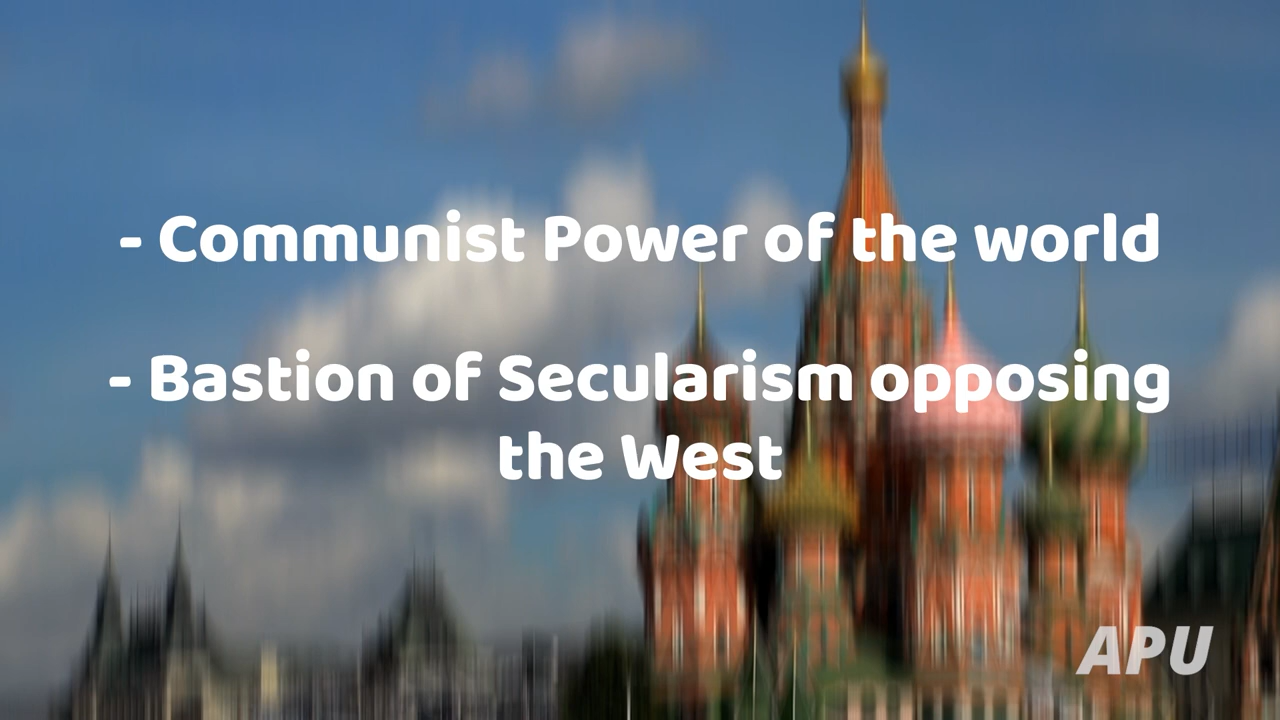 - Communist Power of the world
- Bastion of Secularism opposing
the West
APU